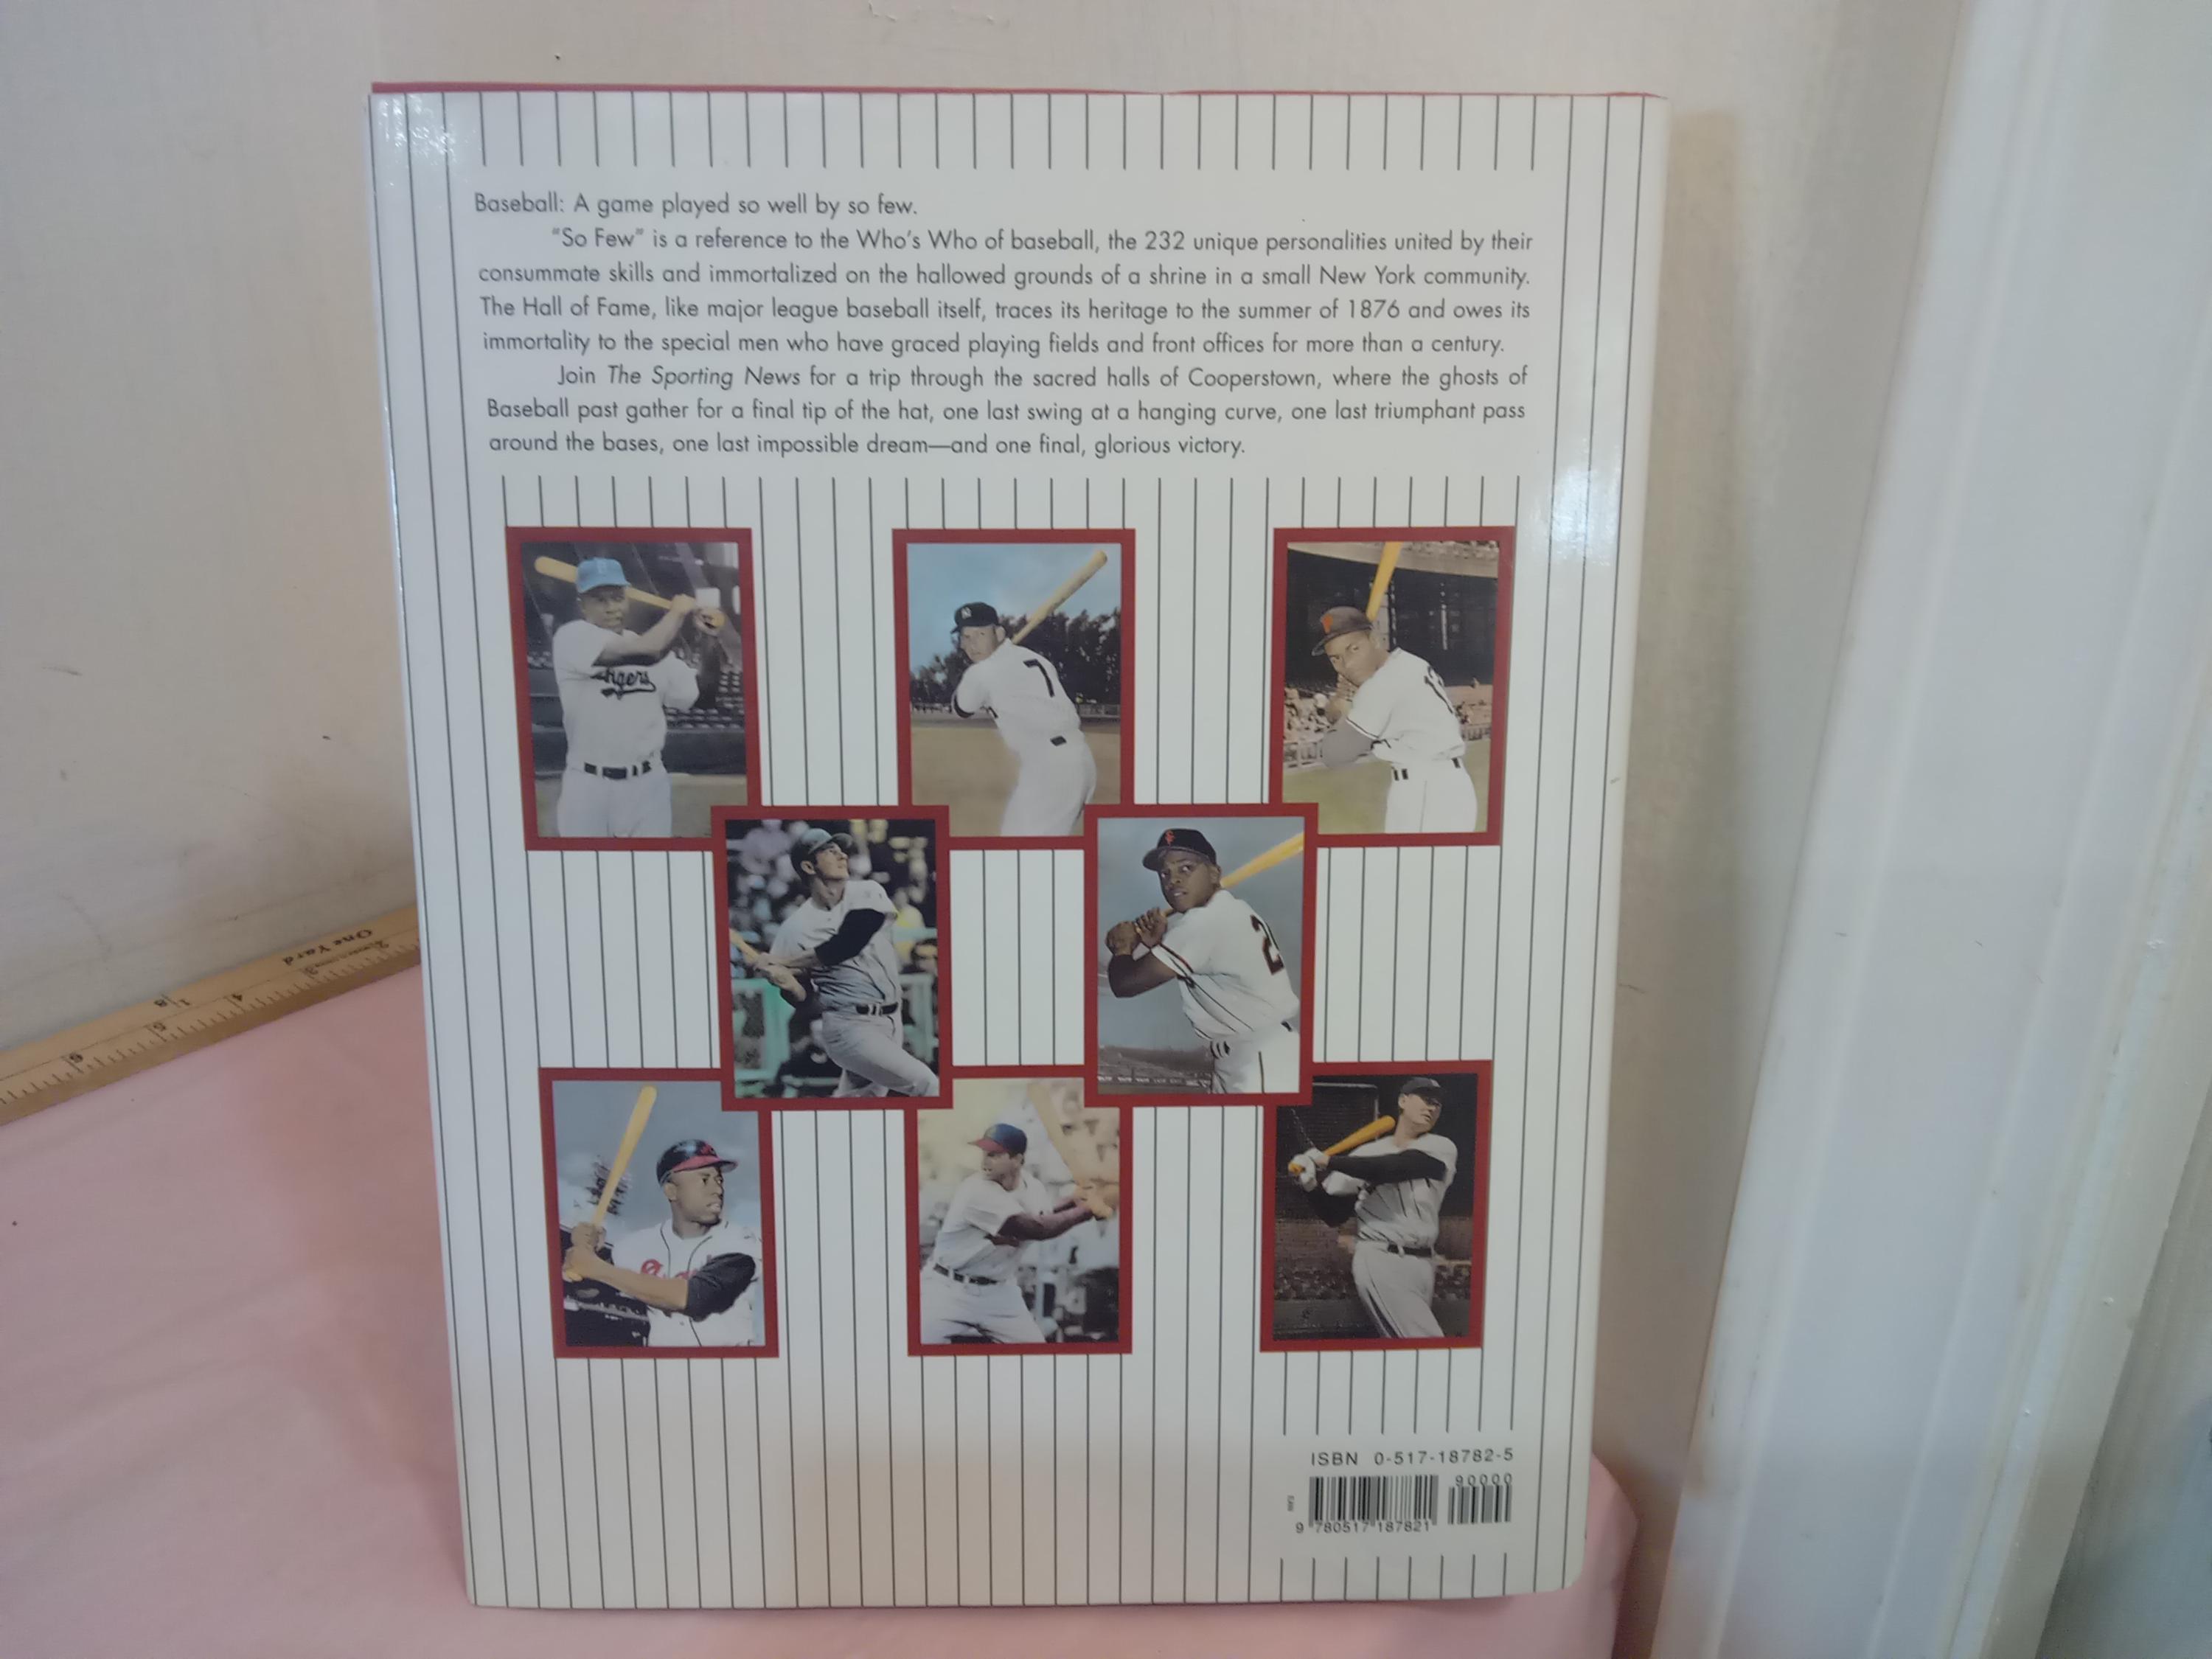 Baseball: A game played so well by so few.
"So Few" is a reference to the Who's Who of baseball, the 232 unique personalities united by their
consummate skills and immortalized on the hallowed grounds of a shrine in a small New York community.
The Hall of Fame, like major league baseball itself, traces its heritage to the summer of 1876 and owes its
immortality to the special men who have graced playing fields and front offices for more than a century.
Join The Sporting News for a trip through the sacred halls of Cooperstown, where the ghosts of
Baseball past gather for a final tip of the hat, one last swing at a hanging curve, one last triumphant pass
around the bases, one last impossible dream—and one final, glorious victory.
7
One Yard
4
5
6
ISBN 0-517-18782-5
90000
9 780517 187821